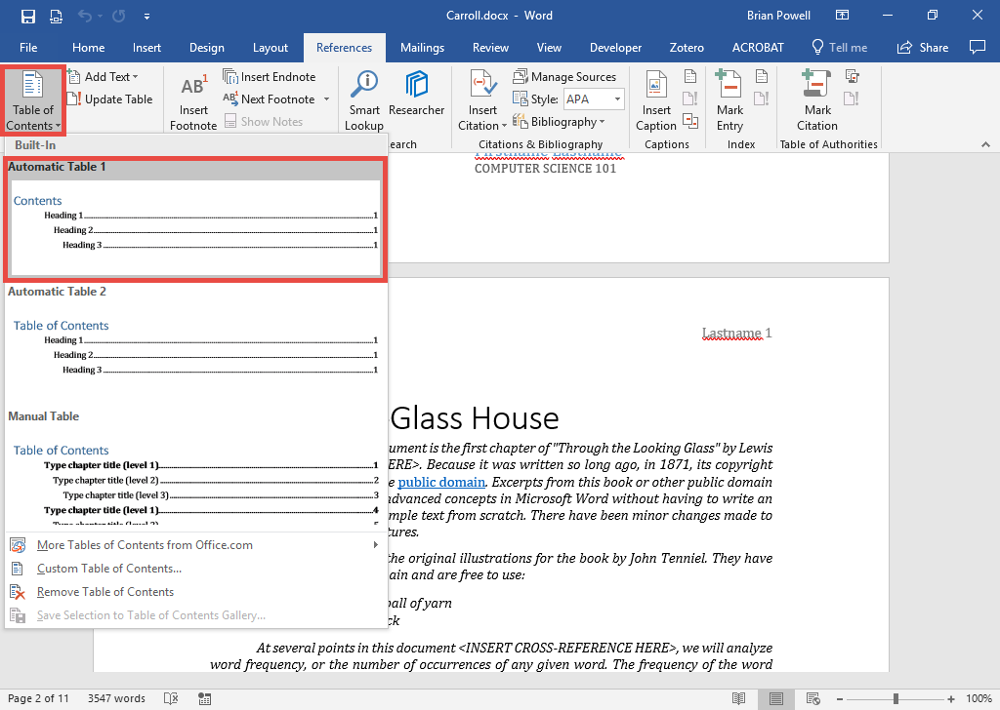 Carroll.docx - Word
Brian Powell
File Home Insert Design Layout References Mailings Review View Developer Zotero ACROBAT Tell me Share
Table of Contents
Add Text
Update Table
AB1
Insert Footnote
Insert Endnote
AB1 Next Footnote
Show Notes
Smart Lookup
Researcher
earch
Insert Citation
Manage Sources
Style: APA
Bibliography
Citations & Bibliography
Insert Caption
Captions
Mark Entry
Index
Mark Citation
Table of Authorities
Built-In
Automatic Table 1
Contents
Heading 1 1
Heading 2 1
Heading 3 1
Automatic Table 2
Table of Contents
Heading 1 1
Heading 2 1
Heading 3 1
Manual Table
Table of Contents
Type chapter title (level 1) 1
Type chapter title (level 2) 2
Type chapter title (level 3) 3
Type chapter title (level 1) 4
Type chapter title (level 2) 5
More Tables of Contents from Office.com
Custom Table of Contents...
Remove Table of Contents
Save Selection to Table of Contents Gallery...
Firstname Lastname
COMPUTER SCIENCE 101
Lastname 1
Glass House
ument is the first chapter of "Through the Looking Glass" by Lewis
ERE>. Because it was written so long ago, in 1871, its copyright
e public domain. Excerpts from this book or other public domain
advanced concepts in Microsoft Word without having to write an
mple text from scratch. There have been minor changes made to
tures.
the original illustrations for the book by John Tenniel. They have
ain and are free to use:
ball of yarn
ck
At several points in this document <INSERT CROSS-REFERENCE HERE>, we will analyze
word frequency, or the number of occurrences of any given word. The frequency of the word
Page 2 of 11 3547 words 100%